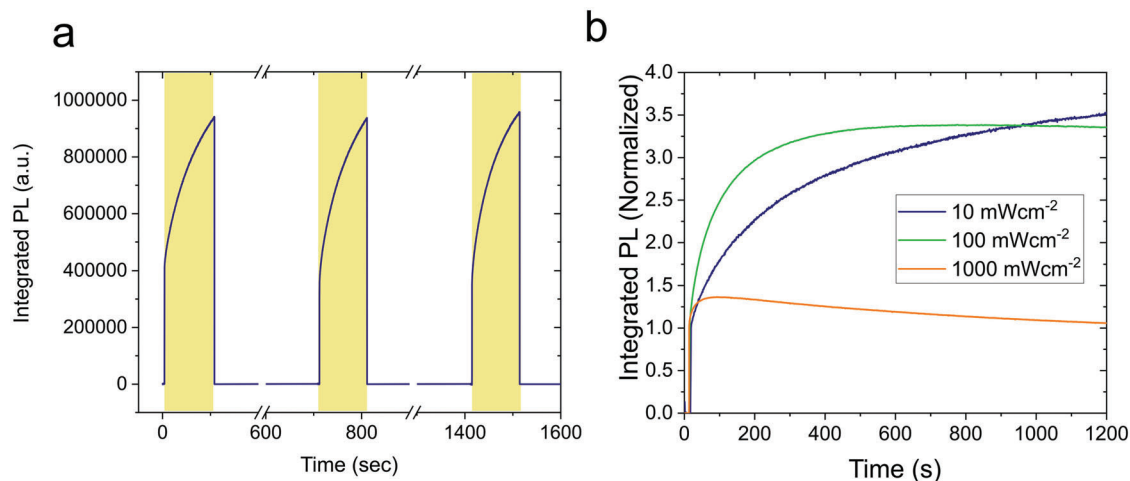 a
Integrated PL (a.u.)
1000000
800000
600000
400000
200000
0
0 600 800 1400 1600
Time (sec)
b
Integrated PL (Normalized)
4.0
3.5
3.0
2.5
2.0
1.5
1.0
0.5
0.0
10 mWcm-2
100 mWcm-2
1000 mWcm-2
0 200 400 600 800 1000 1200
Time (s)